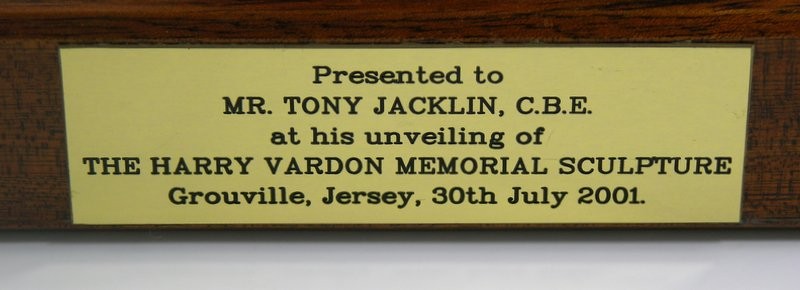 Presented to
MR. TONY JACKLIN, C.B.E.
at his unveiling of
THE HARRY VARDON MEMORIAL SCULPTURE
Grouville, Jersey, 30th July 2001.